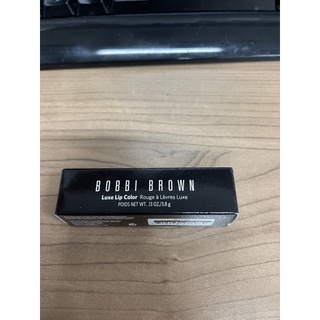 BOBBI BROWN
Luxe Lip Color Rouge à Lèvres Luxe
POIDS NET WT. .13 OZ./3.8 g